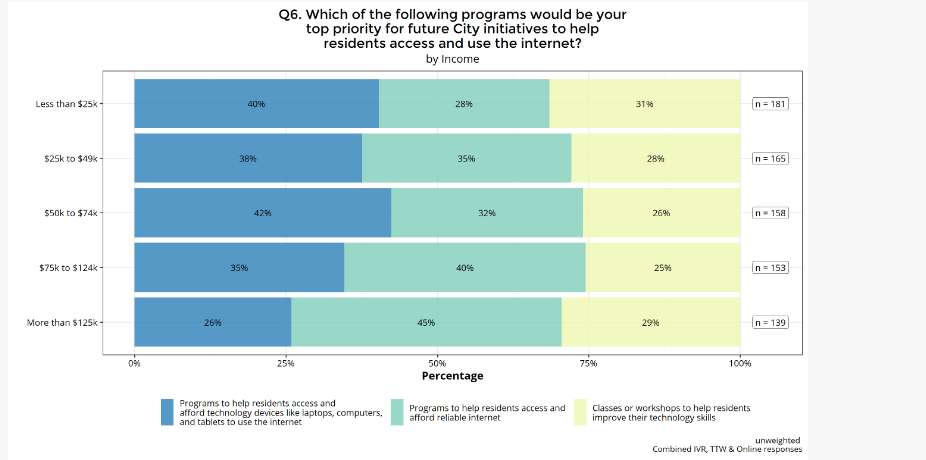 Q6. Which of the following programs would be your
top priority for future City initiatives to help
residents access and use the internet?
by Income
Less than $25k
40%
28%
31%
n = 181
$25k to $49k
38%
35%
28%
n = 165
$50k to $74k
42%
32%
26%
n = 158
$75k to $124k
35%
40%
25%
n = 153
More than $125k
26%
45%
29%
n = 139
0%
25%
50%
75%
100%
Percentage
Programs to help residents access and
afford technology devices like laptops, computers,
and tablets to use the internet
Programs to help residents access and
afford reliable internet
Classes or workshops to help residents
improve their technology skills
unweighted
Combined IVR, TTW & Online responses